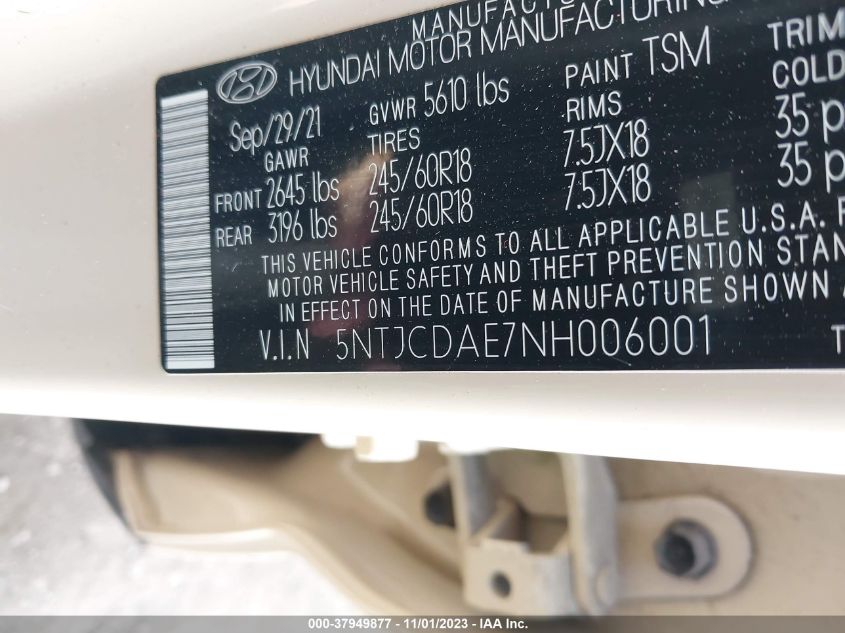 MANUFACTU
HYUNDAI MOTOR MANUFACTURING
Sep/29/21 GVWR 5610 lbs PAINT TSM TRIM
GAWR TIRES RIMS COLD
FRONT 2645 lbs 245/60R18 7.5JX18 35 p
REAR 3196 lbs 245/60R18 7.5JX18 35 p
THIS VEHICLE CONFORMS TO ALL APPLICABLE U.S.A. F
MOTOR VEHICLE SAFETY AND THEFT PREVENTION STAN
IN EFFECT ON THE DATE OF MANUFACTURE SHOWN A
V.I.N 5NTJCDAE7NH006001 T
000-37949877 - 11/01/2023 - IAA Inc.